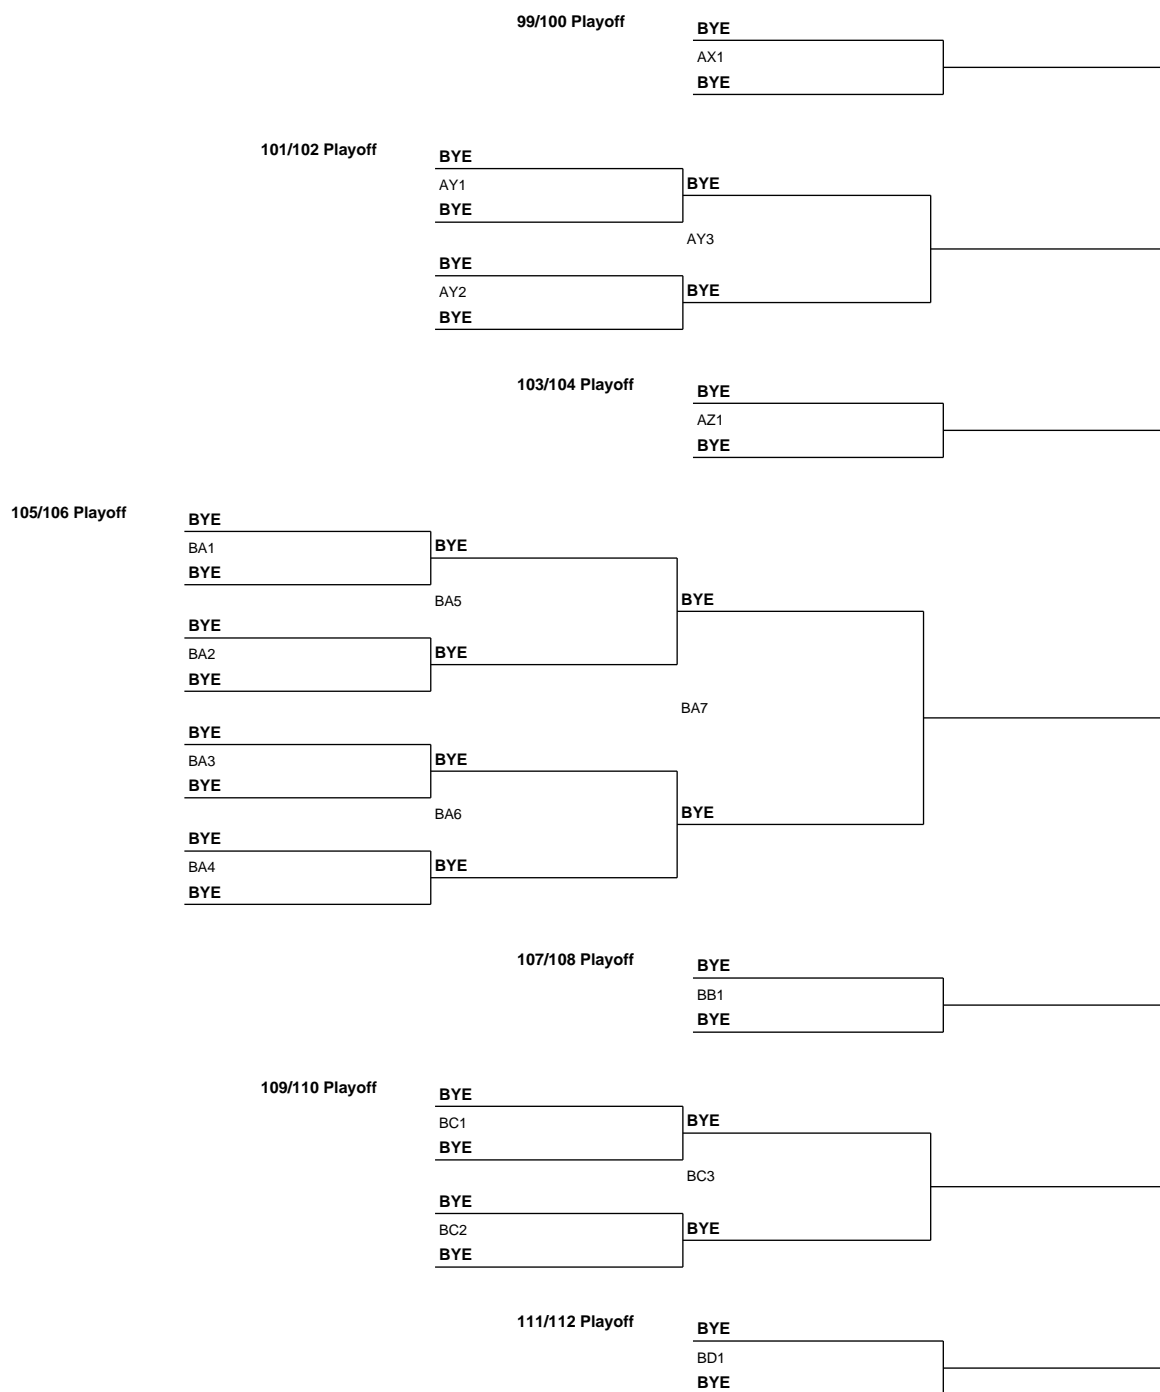 99/100 Playoff
BYE
AX1
BYE
101/102 Playoff
BYE
AY1
BYE
BYE
AY3
BYE
AY2
BYE
BYE
103/104 Playoff
BYE
AZ1
BYE
105/106 Playoff
BYE
BA1
BYE
BYE
BA5
BYE
BYE
BA2
BYE
BYE
BA7
BYE
BA3
BYE
BYE
BA6
BYE
BYE
BA4
BYE
BYE
107/108 Playoff
BYE
BB1
BYE
109/110 Playoff
BYE
BC1
BYE
BYE
BC3
BYE
BC2
BYE
BYE
111/112 Playoff
BYE
BD1
BYE